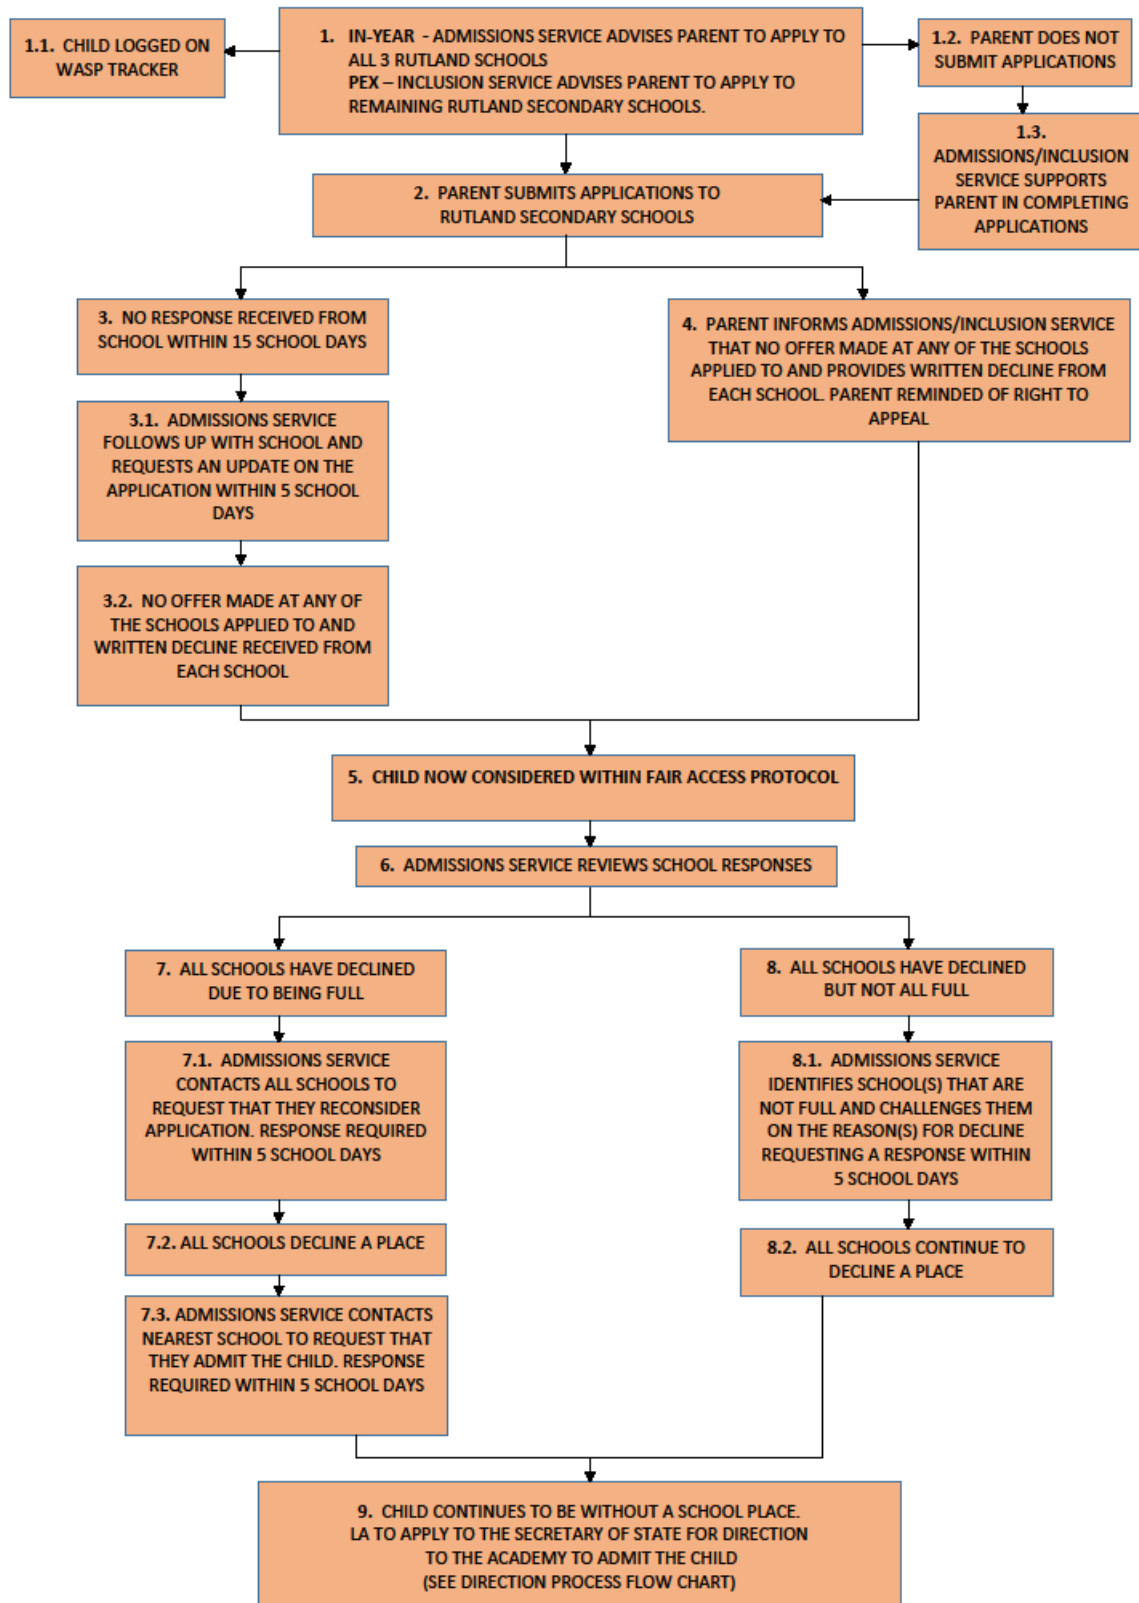 1.1. CHILD LOGGED ON
WASP TRACKER
1. IN-YEAR - ADMISSIONS SERVICE ADVISES PARENT TO APPLY TO
ALL 3 RUTLAND SCHOOLS
PEX – INCLUSION SERVICE ADVISES PARENT TO APPLY TO
REMAINING RUTLAND SECONDARY SCHOOLS.
1.2. PARENT DOES NOT
SUBMIT APPLICATIONS
1.3.
ADMISSIONS/INCLUSION
SERVICE SUPPORTS
PARENT IN COMPLETING
APPLICATIONS
2. PARENT SUBMITS APPLICATIONS TO
RUTLAND SECONDARY SCHOOLS
3. NO RESPONSE RECEIVED FROM
SCHOOL WITHIN 15 SCHOOL DAYS
3.1. ADMISSIONS SERVICE
FOLLOWS UP WITH SCHOOL AND
REQUESTS AN UPDATE ON THE
APPLICATION WITHIN 5 SCHOOL
DAYS
3.2. NO OFFER MADE AT ANY OF
THE SCHOOLS APPLIED TO AND
WRITTEN DECLINE RECEIVED FROM
EACH SCHOOL
4. PARENT INFORMS ADMISSIONS/INCLUSION SERVICE
THAT NO OFFER MADE AT ANY OF THE SCHOOLS
APPLIED TO AND PROVIDES WRITTEN DECLINE FROM
EACH SCHOOL. PARENT REMINDED OF RIGHT TO
APPEAL
5. CHILD NOW CONSIDERED WITHIN FAIR ACCESS PROTOCOL
6. ADMISSIONS SERVICE REVIEWS SCHOOL RESPONSES
7. ALL SCHOOLS HAVE DECLINED
DUE TO BEING FULL
7.1. ADMISSIONS SERVICE
CONTACTS ALL SCHOOLS TO
REQUEST THAT THEY RECONSIDER
APPLICATION. RESPONSE REQUIRED
WITHIN 5 SCHOOL DAYS
7.2. ALL SCHOOLS DECLINE A PLACE
7.3. ADMISSIONS SERVICE CONTACTS
NEAREST SCHOOL TO REQUEST THAT
THEY ADMIT THE CHILD. RESPONSE
REQUIRED WITHIN 5 SCHOOL DAYS
8. ALL SCHOOLS HAVE DECLINED
BUT NOT ALL FULL
8.1. ADMISSIONS SERVICE
IDENTIFIES SCHOOL(S) THAT ARE
NOT FULL AND CHALLENGES THEM
ON THE REASON(S) FOR DECLINE
REQUESTING A RESPONSE WITHIN
5 SCHOOL DAYS
8.2. ALL SCHOOLS CONTINUE TO
DECLINE A PLACE
9. CHILD CONTINUES TO BE WITHOUT A SCHOOL PLACE.
LA TO APPLY TO THE SECRETARY OF STATE FOR DIRECTION
TO THE ACADEMY TO ADMIT THE CHILD
(SEE DIRECTION PROCESS FLOW CHART)